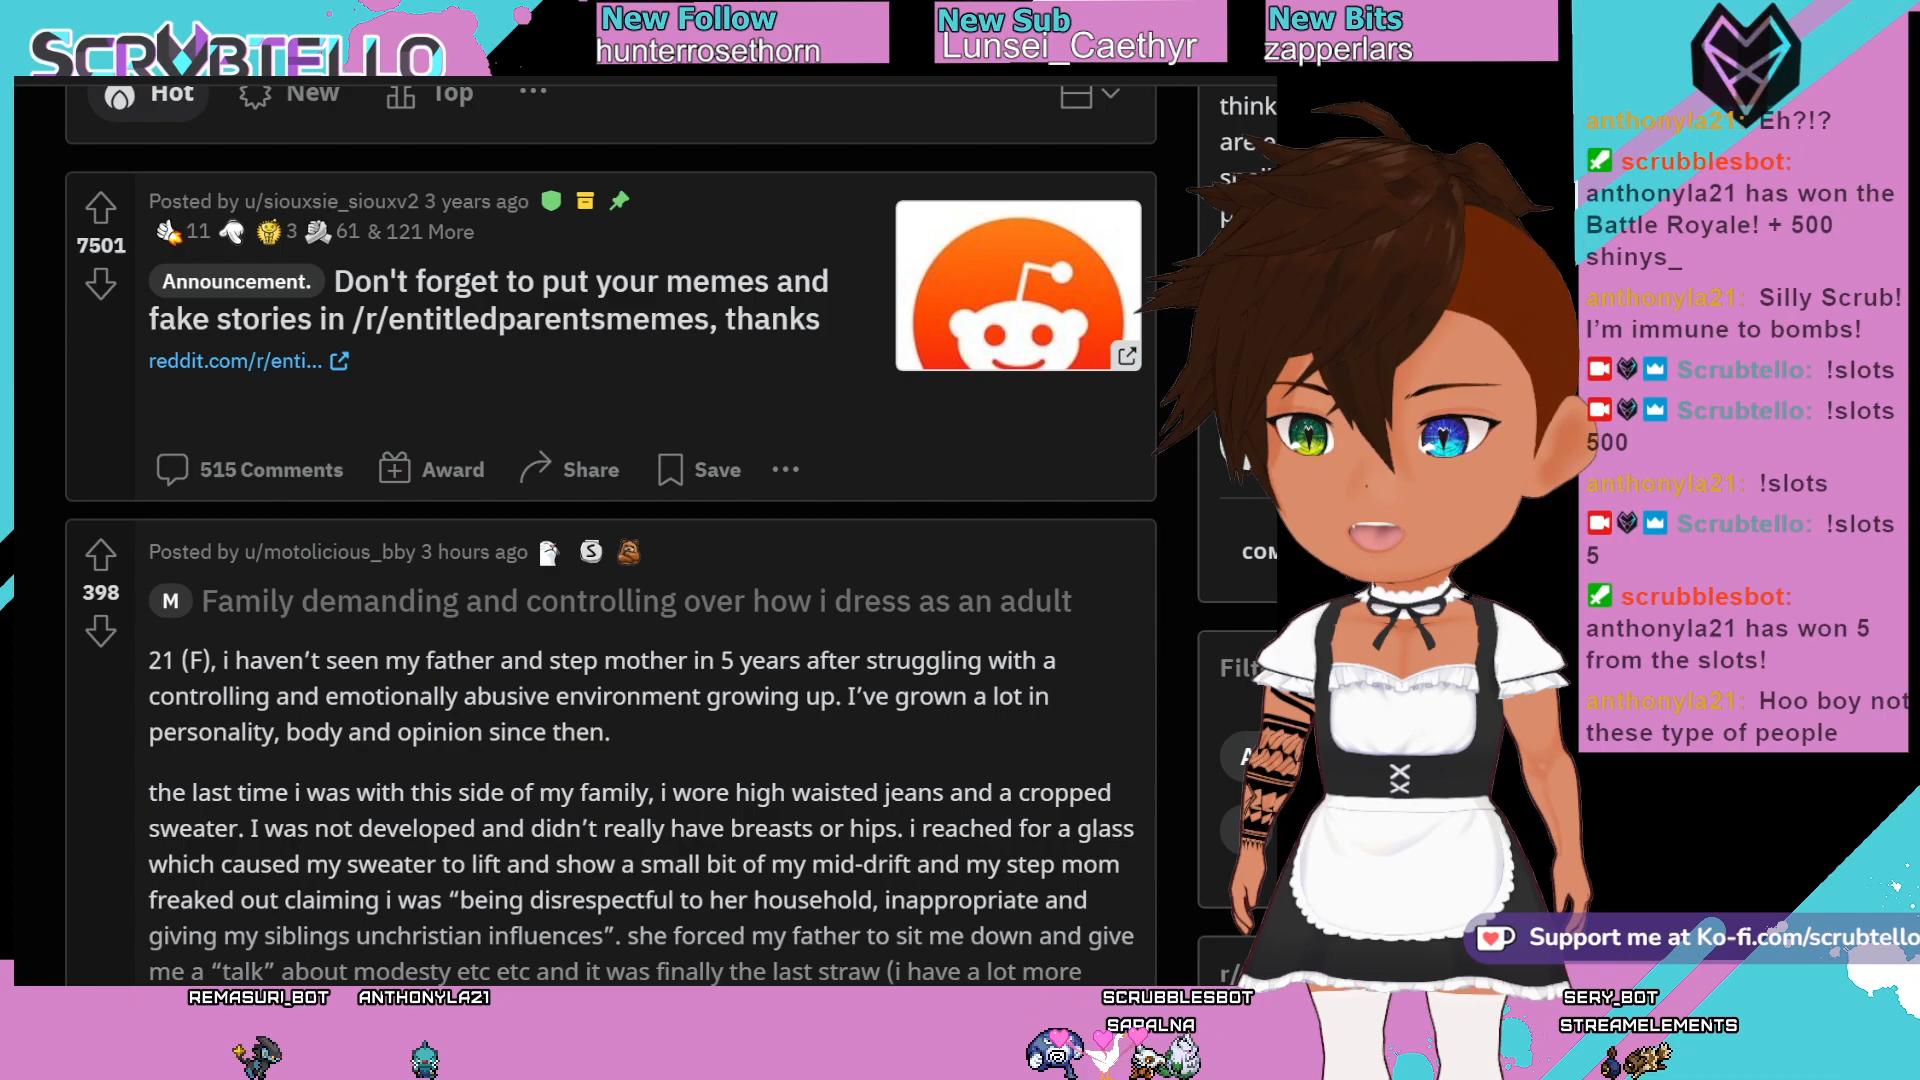 SCRUBTELLO
New Follow
hunterrosethorn
New Sub
Lunsei_Caethyr
New Bits
zapperlars
Hot
New
Top
Posted by u/siouxsie_siouxv2 3 years ago
11
3
61 & 121 More
7501
Announcement. Don't forget to put your memes and
fake stories in /r/entitledparentsmemes, thanks
reddit.com/r/enti...
515 Comments
Award
Share
Save
Posted by u/motolicious_bby 3 hours ago
398
M Family demanding and controlling over how i dress as an adult
21 (F), i haven’t seen my father and step mother in 5 years after struggling with a
controlling and emotionally abusive environment growing up. I’ve grown a lot in
personality, body and opinion since then.
the last time i was with this side of my family, i wore high waisted jeans and a cropped
sweater. I was not developed and didn’t really have breasts or hips. i reached for a glass
which caused my sweater to lift and show a small bit of my mid-drift and my step mom
freaked out claiming i was “being disrespectful to her household, inappropriate and
giving my siblings unchristian influences”. she forced my father to sit me down and give
me a “talk” about modesty etc etc and it was finally the last straw (i have a lot more
think
are
COM
Filt
r/
anthonyla21: Eh?!?
scrubblesbot:
anthonyla21 has won the
Battle Royale! + 500
shinys_
anthonyla21: Silly Scrub!
I’m immune to bombs!
Scrubtello: !slots
Scrubtello: !slots
500
anthonyla21: !slots
Scrubtello: !slots
5
scrubblesbot:
anthonyla21 has won 5
from the slots!
anthonyla21: Hoo boy not
these type of people
Support me at Ko-fi.com/scrubtello
REMASURI_BOT
ANTHONYLA21
SCRUBBLESBOT
SAPALNA
SERY_BOT
STREAMELEMENTS